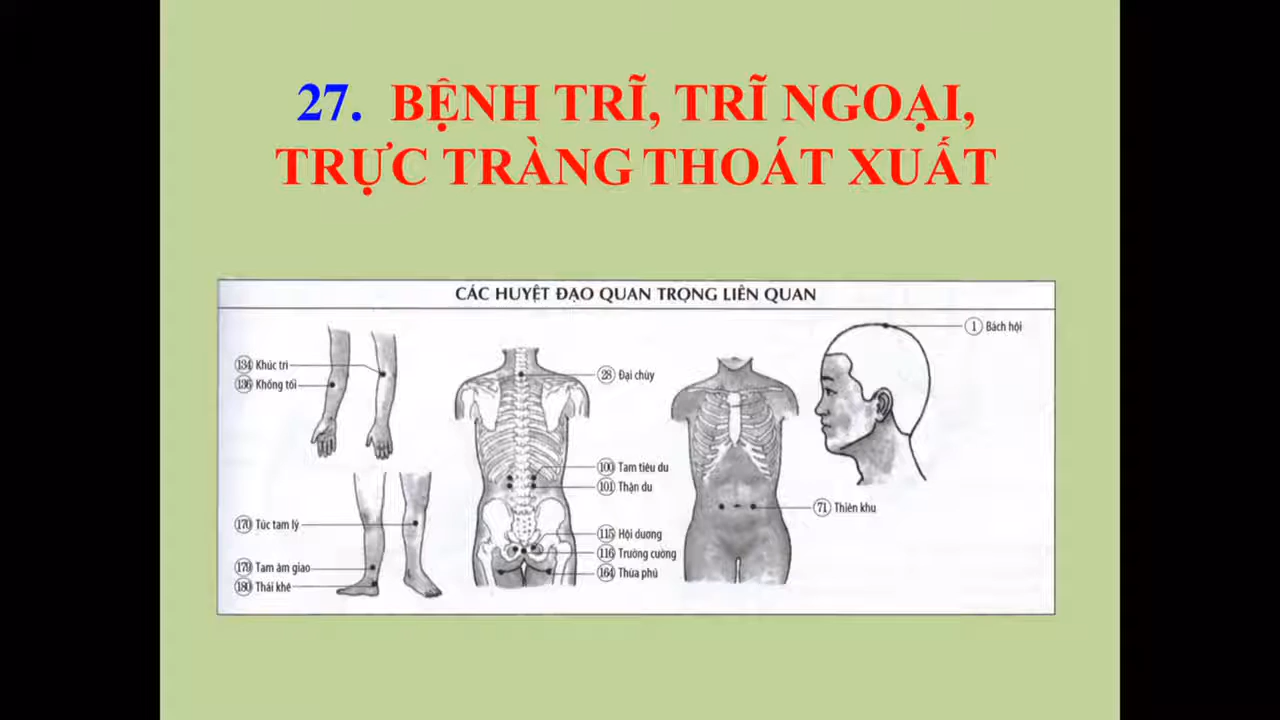 27. BỆNH TRĨ, TRĨ NGOẠI,
TRỰC TRÀNG THOÁT XUẤT
CÁC HUYỆT ĐẠO QUAN TRỌNG LIÊN QUAN
134 Khúc trì
136 Khổng tối
170 Túc tam lý
179 Tam âm giao
180 Thái khê
28 Đại chùy
100 Tam tiêu du
101 Thận du
115 Hội dương
116 Trường cường
164 Thừa phù
71 Thiên khu
1 Bách hội